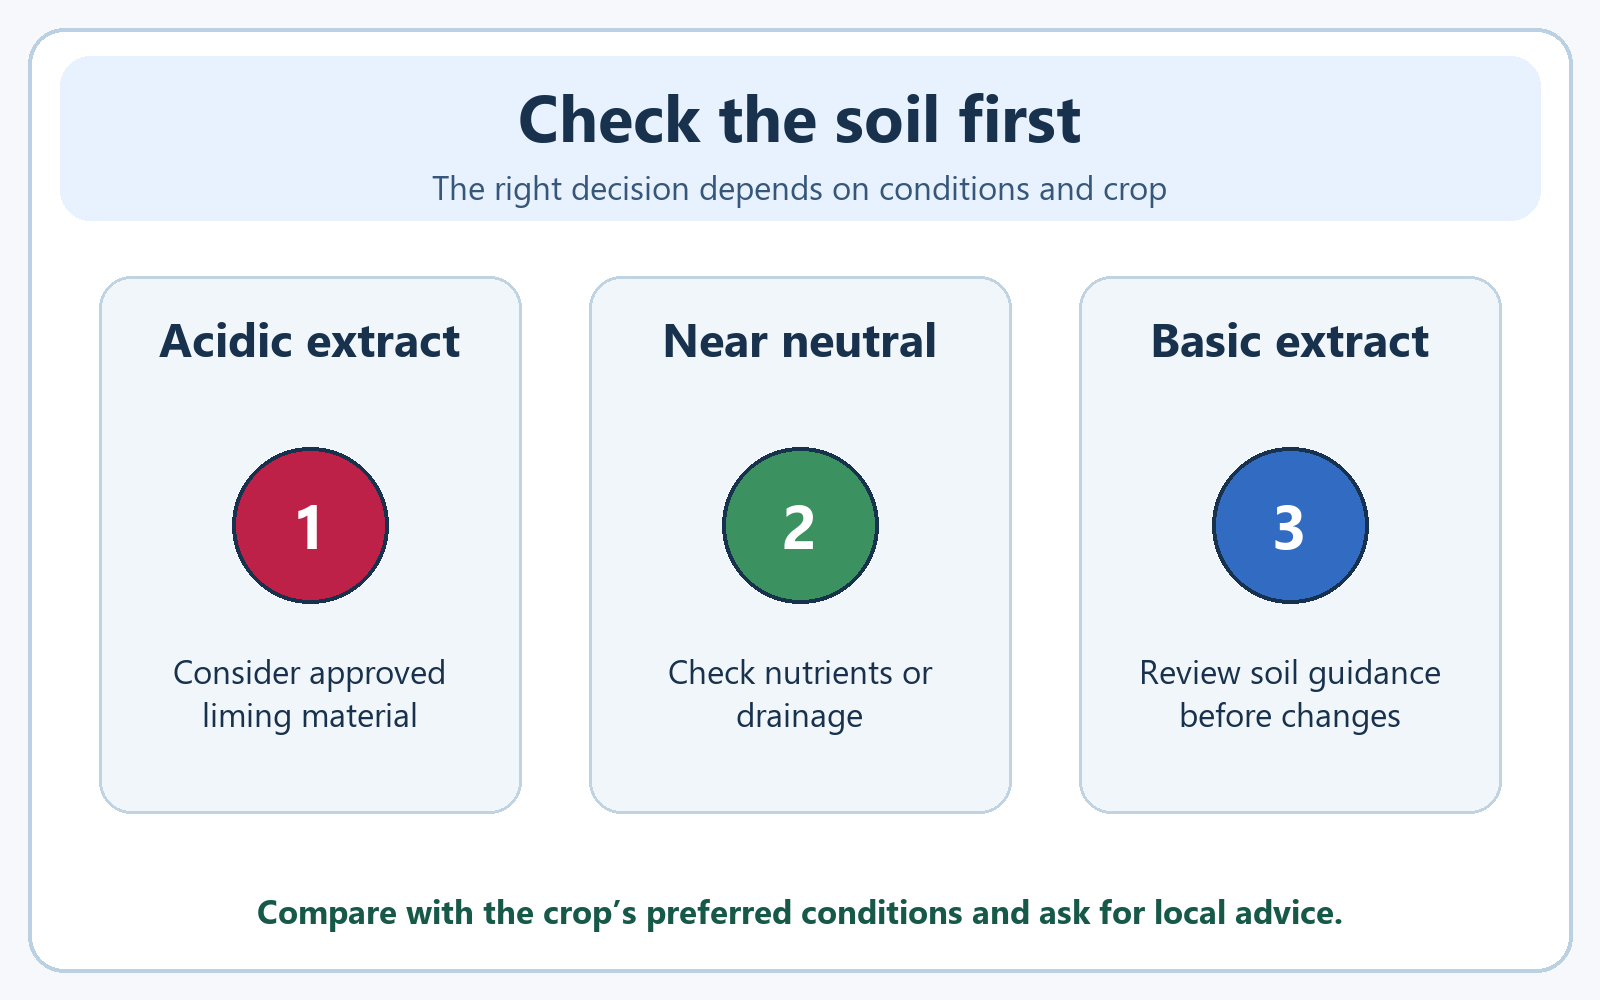 Check the soil first
The right decision depends on conditions and crop
Acidic extract
1
Consider approved
liming material
Near neutral
2
Check nutrients or
drainage
Basic extract
3
Review soil guidance
before changes
Compare with the crop’s preferred conditions and ask for local advice.